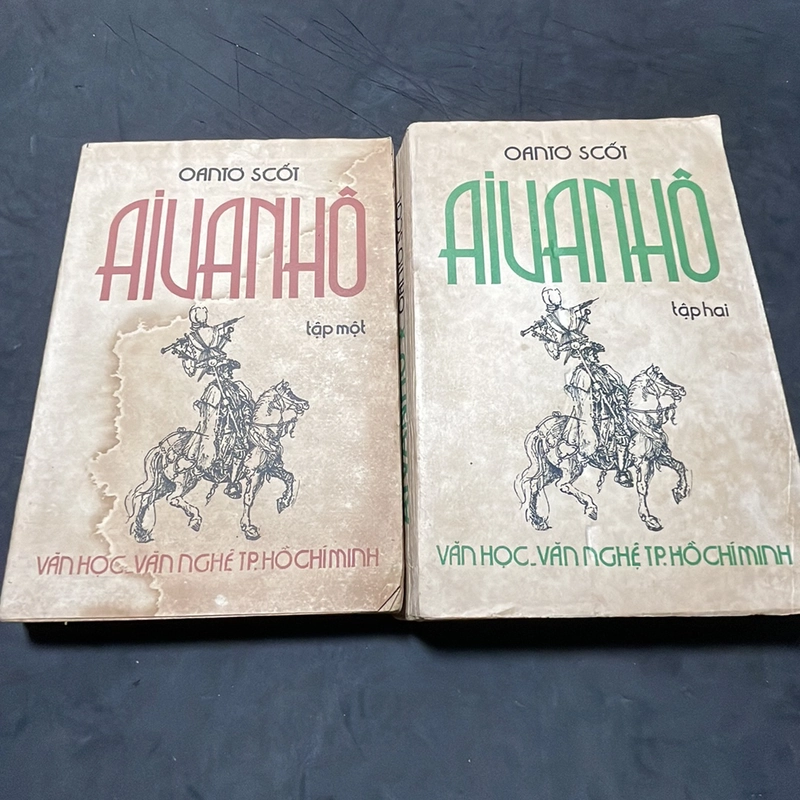 OANTƠ SCỐT
AIVANHÔ
tập một
VĂN HỌC_VĂN NGHỆ TP. HỒ CHÍ MINH
OANTƠ SCỐT
AIVANHÔ
tập hai
VĂN HỌC_VĂN NGHỆ TP. HỒ CHÍ MINH